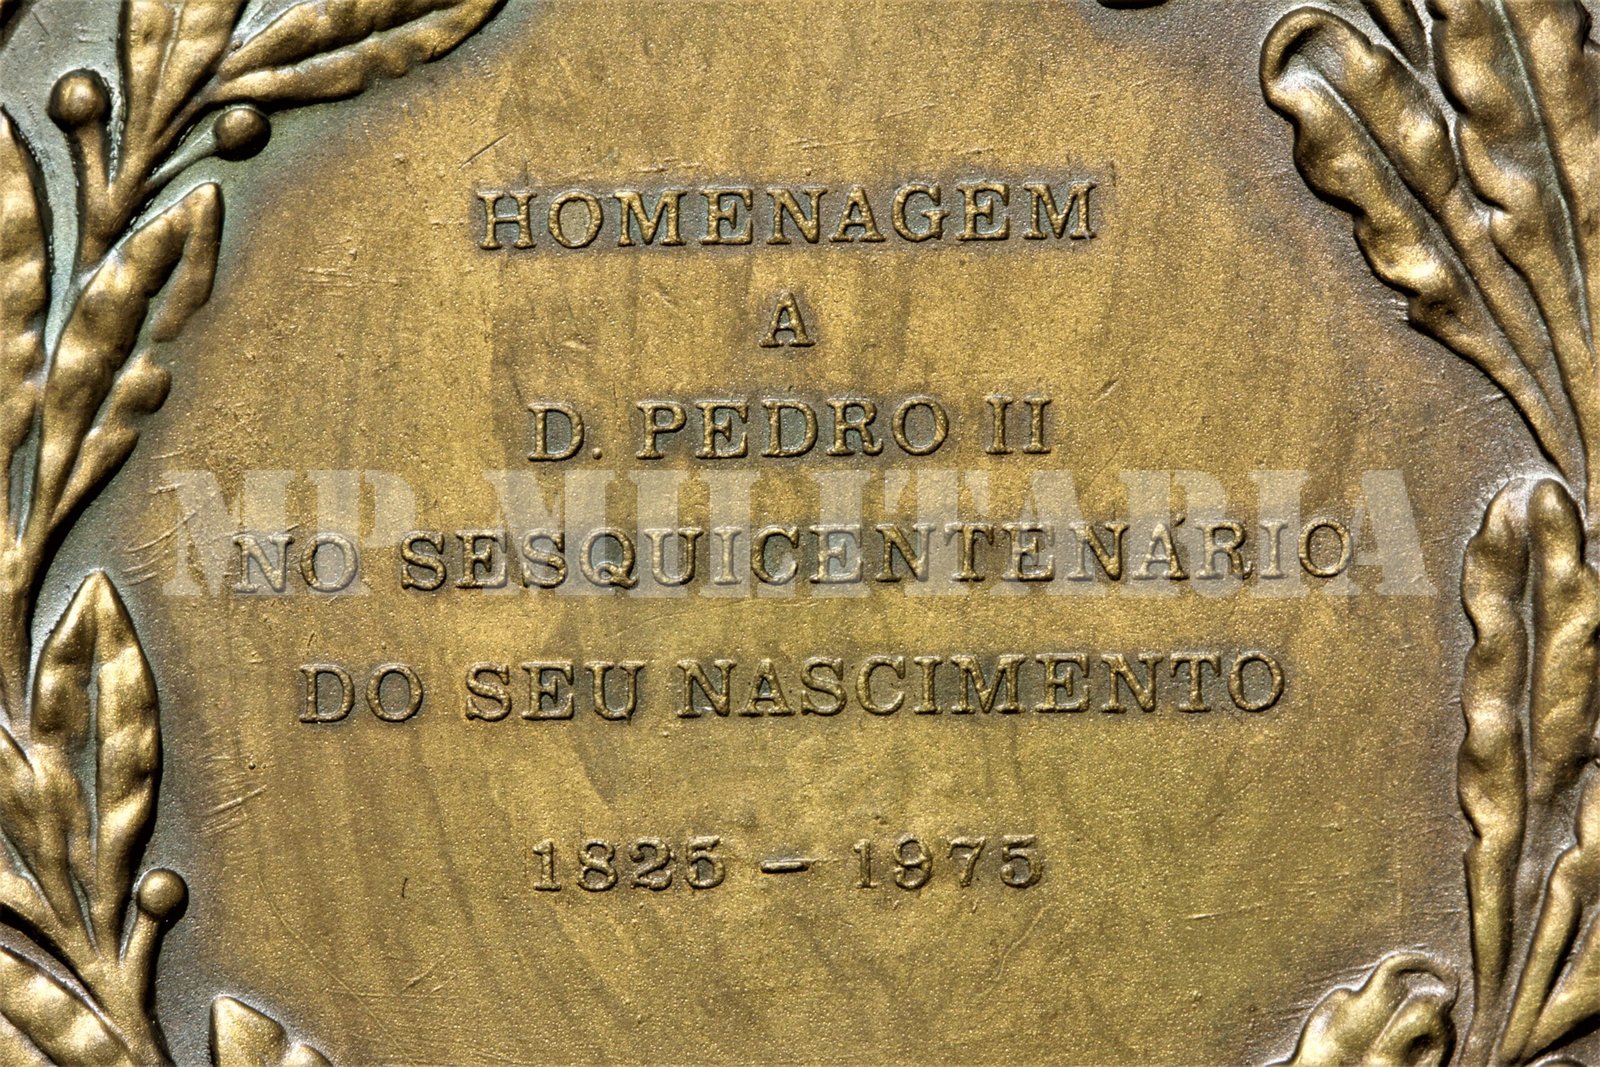 HOMENAGEM
A
D. PEDRO II
MP MILITARIA
NO SESQUICENTENÁRIO
DO SEU NASCIMENTO
1825 – 1975